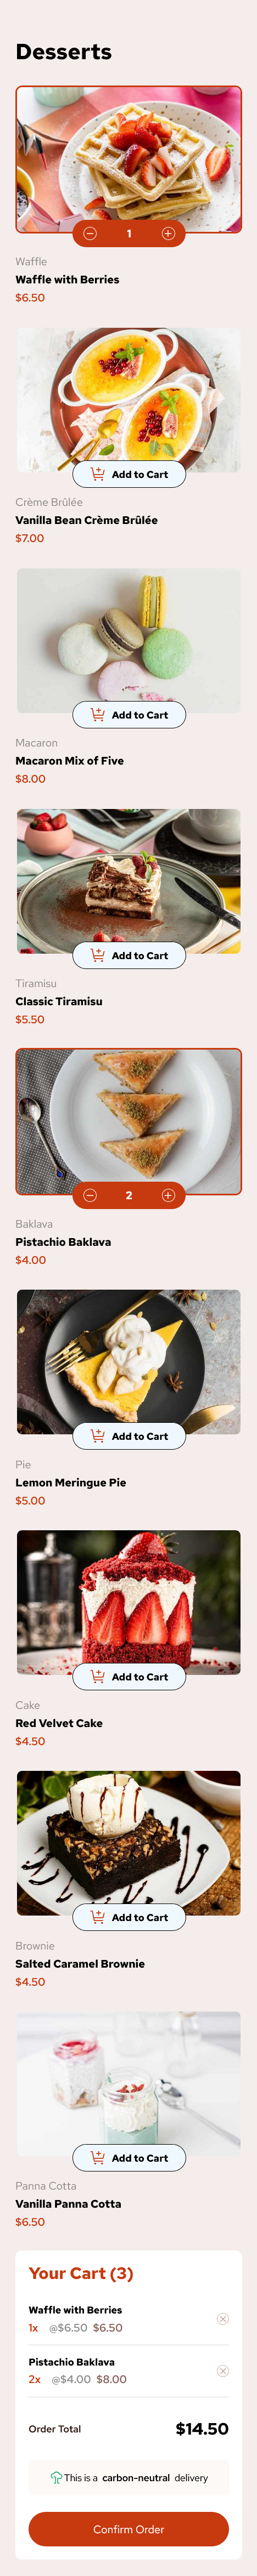 Desserts
1
Waffle
Waffle with Berries
$6.50
Add to Cart
Crème Brûlée
Vanilla Bean Crème Brûlée
$7.00
Add to Cart
Macaron
Macaron Mix of Five
$8.00
Add to Cart
Tiramisu
Classic Tiramisu
$5.50
2
Baklava
Pistachio Baklava
$4.00
Add to Cart
Pie
Lemon Meringue Pie
$5.00
Add to Cart
Cake
Red Velvet Cake
$4.50
Add to Cart
Brownie
Salted Caramel Brownie
$4.50
Add to Cart
Panna Cotta
Vanilla Panna Cotta
$6.50
Your Cart (3)
Waffle with Berries
1x @$6.50 $6.50
Pistachio Baklava
2x @$4.00 $8.00
Order Total $14.50
This is a carbon-neutral delivery
Confirm Order